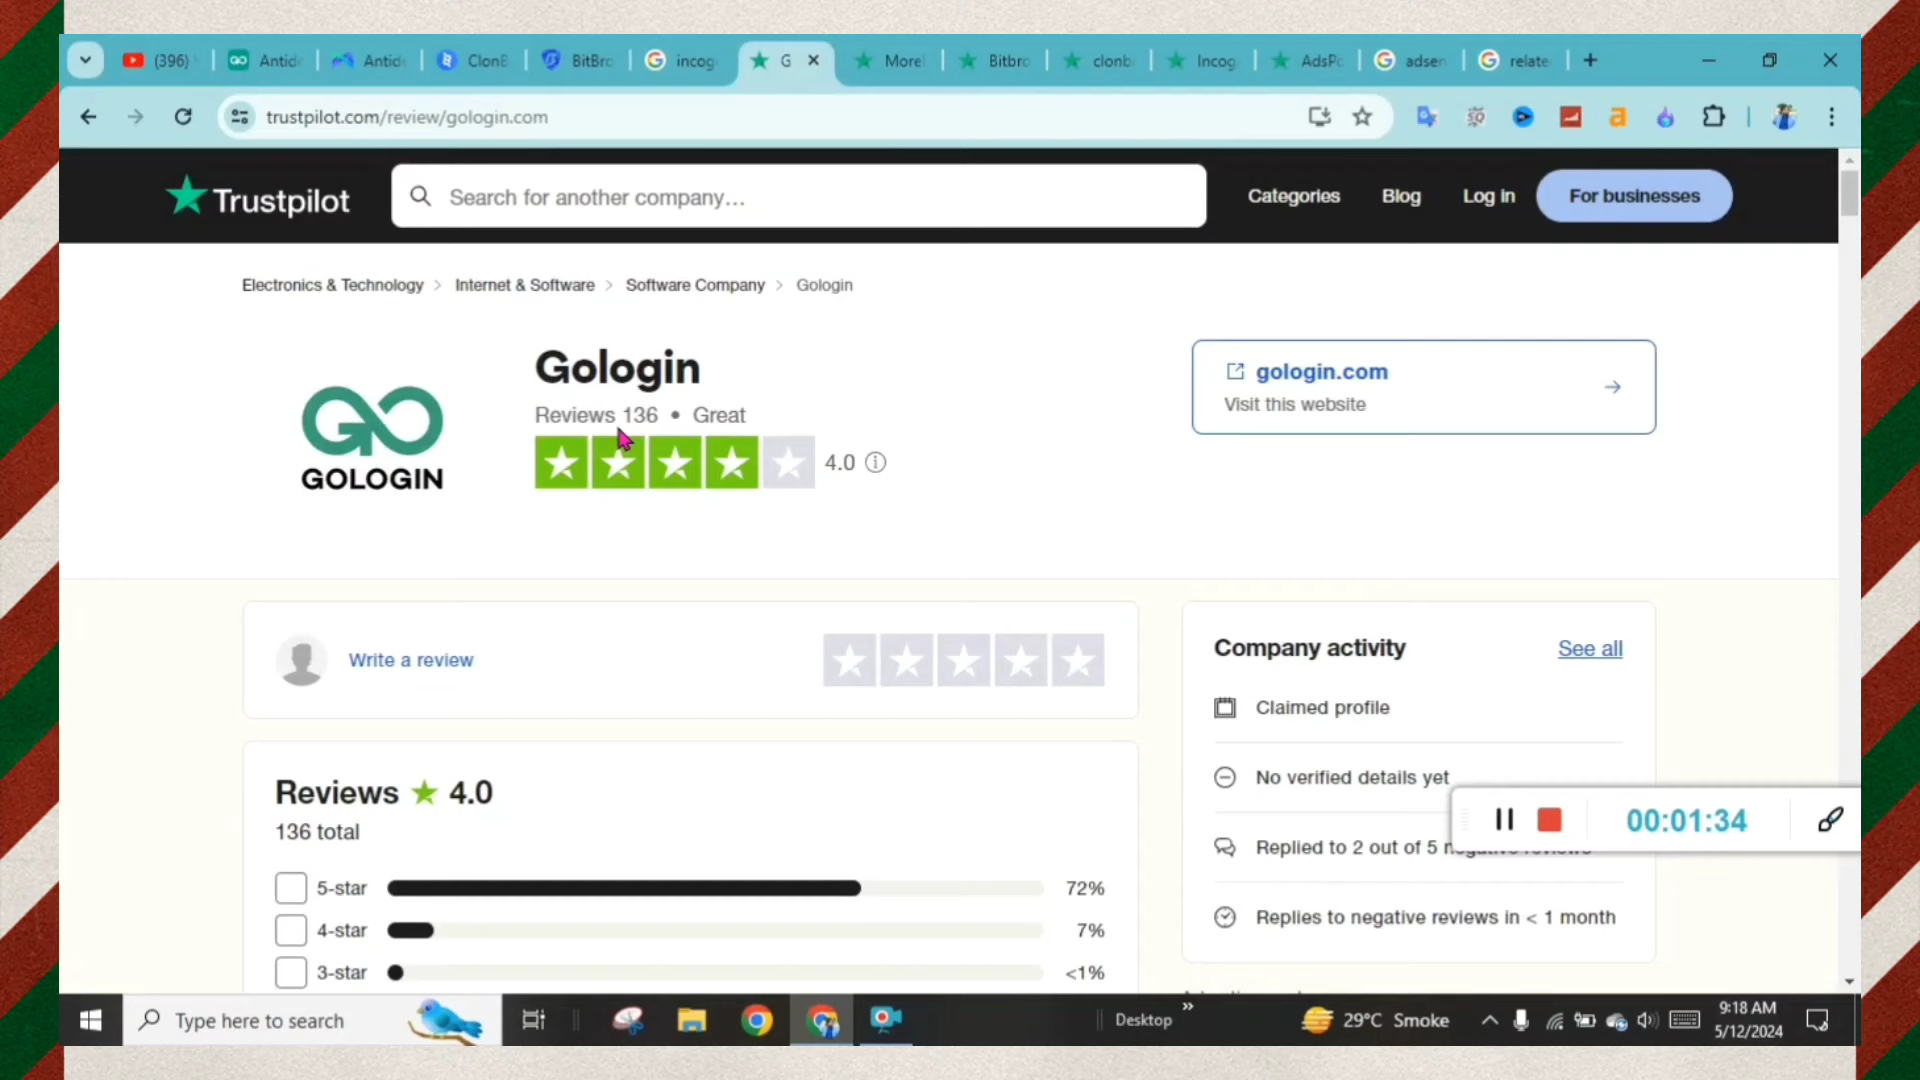 (396)
Antid
Antid
ClonB
BitBro
incog
G
More
Bitbro
clonb
Incog
AdsPo
adsen
relate
trustpilot.com/review/gologin.com
Trustpilot
Search for another company...
Categories
Blog
Log in
For businesses
Electronics & Technology > Internet & Software > Software Company > Gologin
Gologin
Reviews 136 • Great
4.0
GOLOGIN
gologin.com
Visit this website
Write a review
Company activity
See all
Claimed profile
No verified details yet
Replied to 2 out of 5 negative reviews
Replies to negative reviews in < 1 month
00:01:34
Reviews ★ 4.0
136 total
5-star 72%
4-star 7%
3-star <1%
Type here to search
Desktop
29°C Smoke
9:18 AM
5/12/2024